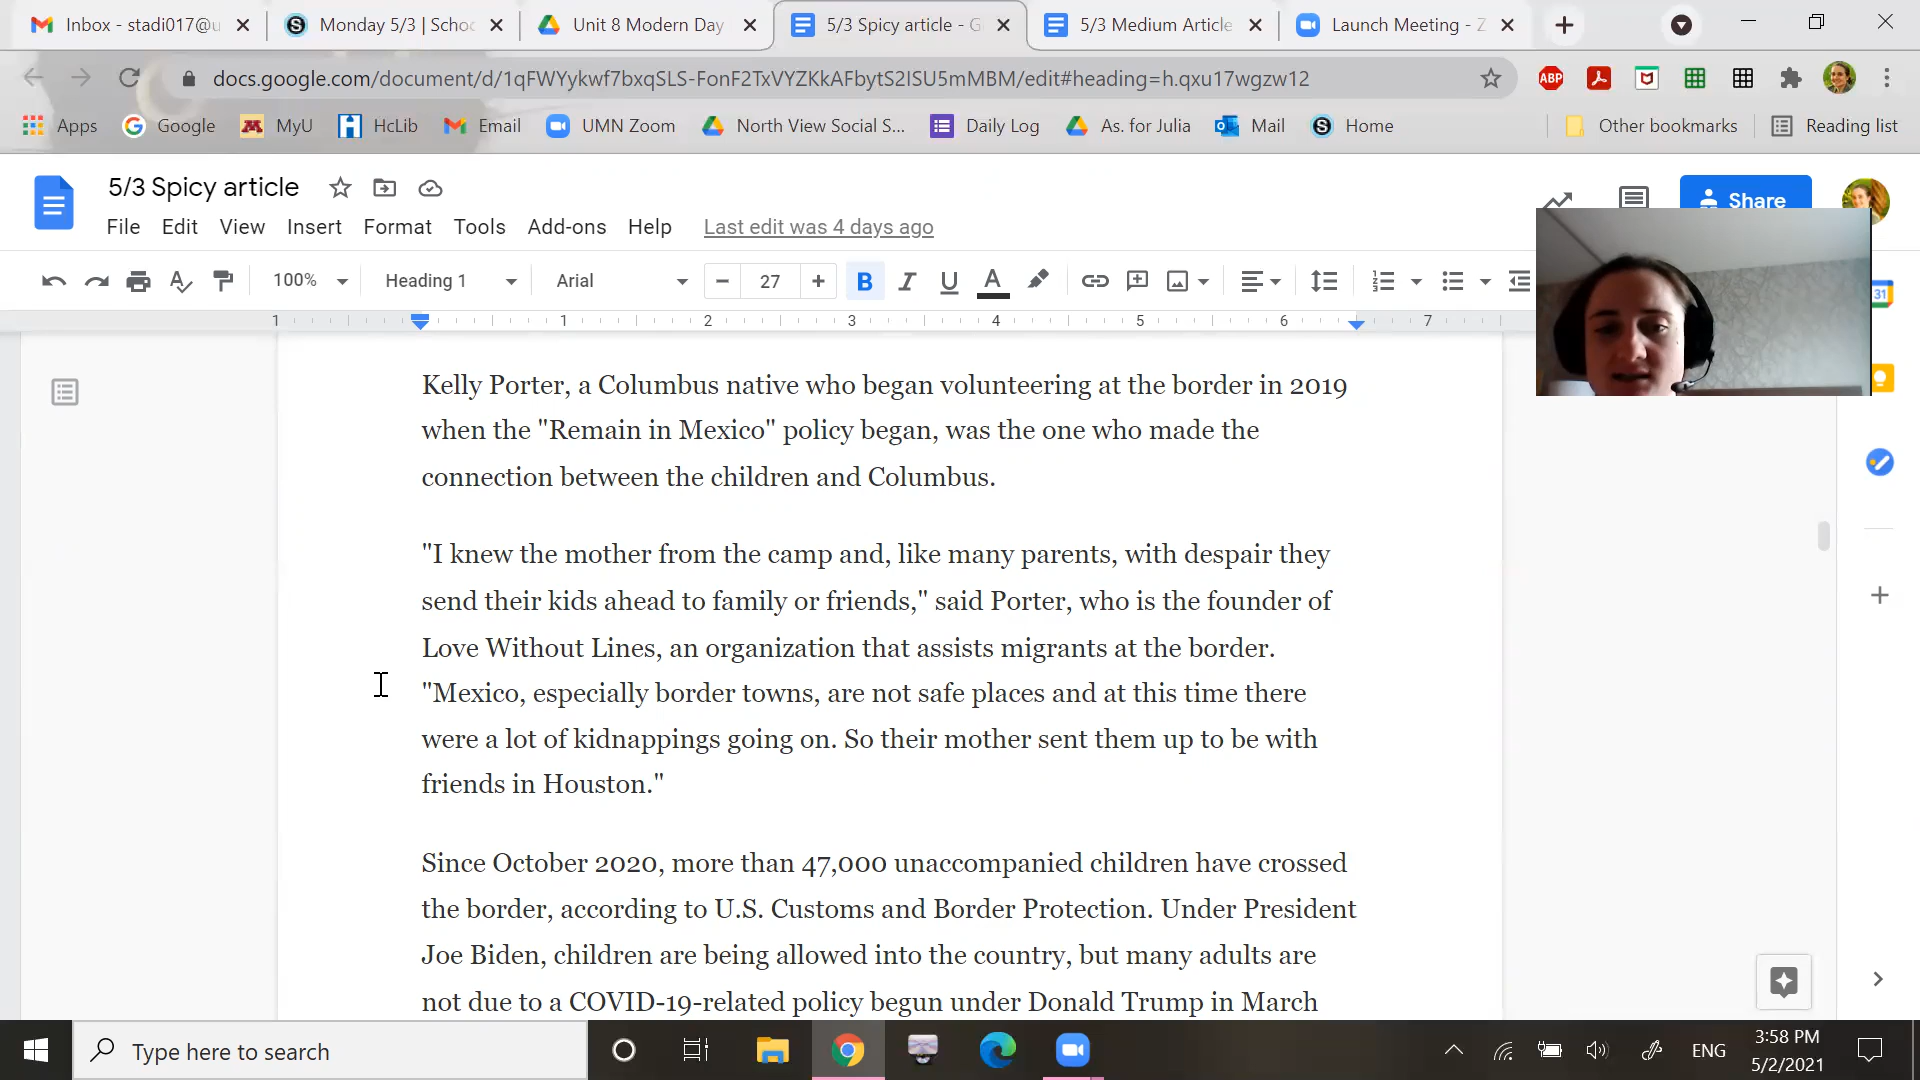 Inbox - stadi017@u
Monday 5/3 | Schoo
Unit 8 Modern Day
5/3 Spicy article - G
5/3 Medium Article
Launch Meeting - Z
docs.google.com/document/d/1qFWYykwf7bxqSLS-FonF2TxVYZKkAFbytS2ISU5mMBM/edit#heading=h.qxu17wgzw12
ABP
Apps
Google
MyU
HcLib
Email
UMN Zoom
North View Social S...
Daily Log
As. for Julia
Mail
Home
Other bookmarks
Reading list
5/3 Spicy article
Share
File Edit View Insert Format Tools Add-ons Help Last edit was 4 days ago
100% Heading 1 Arial 27 B I U A
31
1 1 2 3 4 5 6 7
Kelly Porter, a Columbus native who began volunteering at the border in 2019
when the "Remain in Mexico" policy began, was the one who made the
connection between the children and Columbus.
"I knew the mother from the camp and, like many parents, with despair they
send their kids ahead to family or friends," said Porter, who is the founder of
Love Without Lines, an organization that assists migrants at the border.
"Mexico, especially border towns, are not safe places and at this time there
were a lot of kidnappings going on. So their mother sent them up to be with
friends in Houston."
Since October 2020, more than 47,000 unaccompanied children have crossed
the border, according to U.S. Customs and Border Protection. Under President
Joe Biden, children are being allowed into the country, but many adults are
not due to a COVID-19-related policy begun under Donald Trump in March
Type here to search
ENG
3:58 PM
5/2/2021